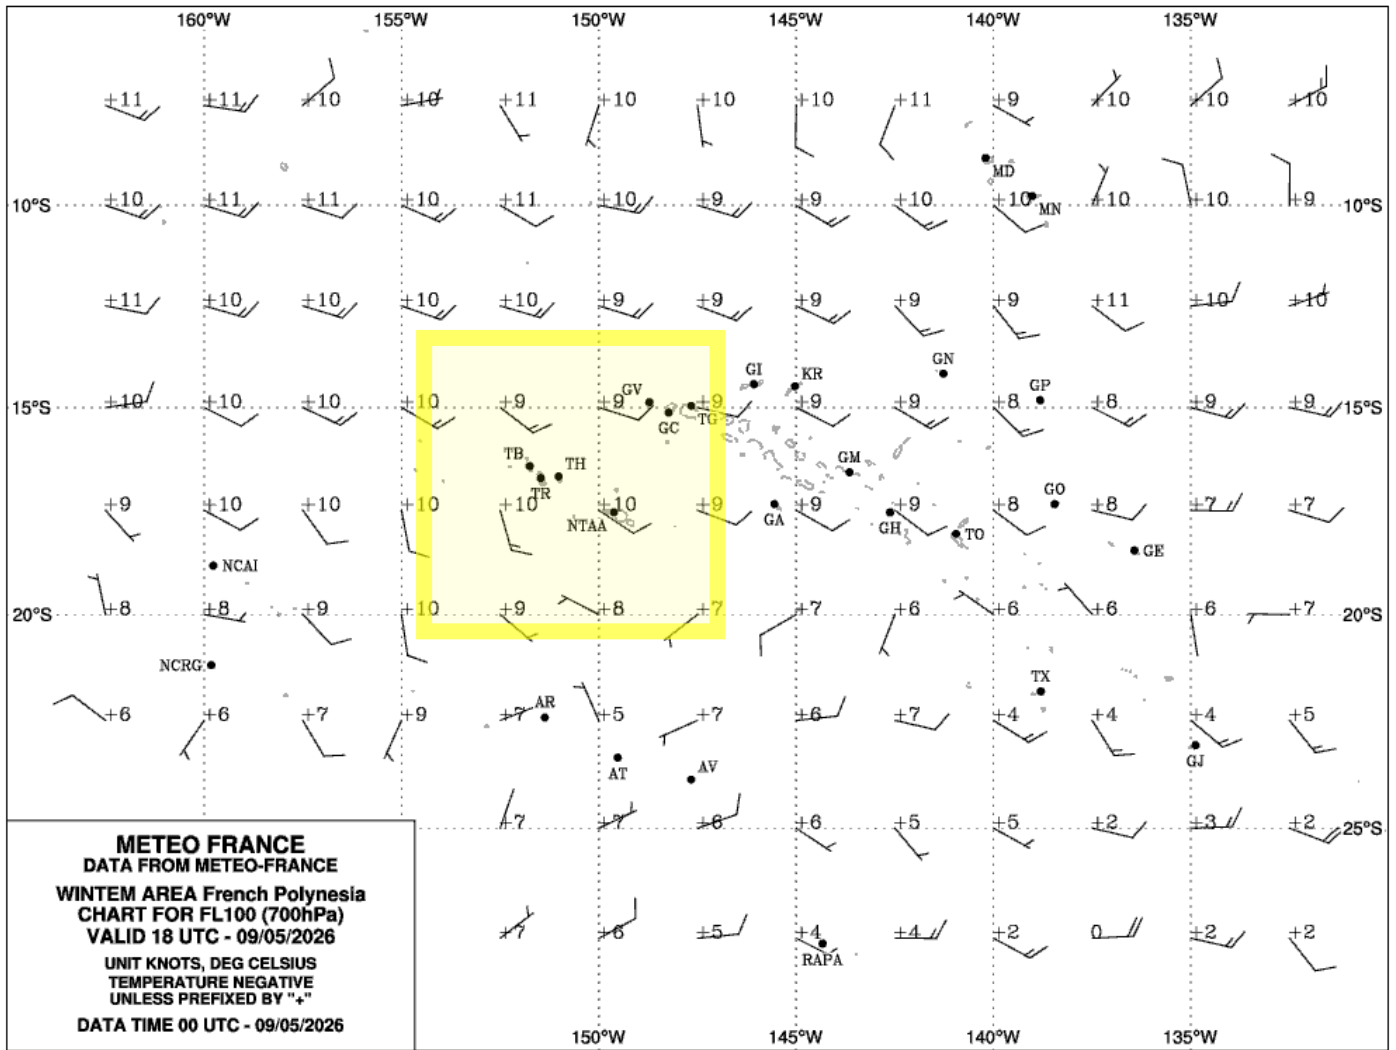 160°W 155°W 150°W 145°W 140°W 135°W
+11 +11 +10 +10 +11 +10 +10 +10 +11 +9 +10 +10 +10
MD
10°S +10 +11 +11 +10 +11 +10 +9 +9 +10 +10 +10 +10 +9 10°S
MN
+11 +10 +10 +10 +10 +9 +9 +9 +9 +9 +11 +10 +10
GI KR GN
GV GP
15°S +10 +10 +10 +10 +9 +9 +9 +9 +9 +8 +8 +9 +9 15°S
GC TG
TB TH GM
TR GO
+9 +10 +10 +10 +10 +10 +9 +9 +9 +8 +8 -7 +7
NTAA GA GH TO
GE
NCAI
20°S +8 +8 +9 +10 +9 +8 +7 +7 +6 +6 +6 +6 +7 20°S
NCRG TX
AR
+6 +6 +7 +9 +7 +5 +7 +6 +7 +4 +4 +4 +5
AT AV GJ
+7 +7 +6 +6 +5 +5 +2 -3 +2 25°S
METEO FRANCE
DATA FROM METEO-FRANCE
WINTEM AREA French Polynesia
CHART FOR FL100 (700hPa)
VALID 18 UTC - 09/05/2026
UNIT KNOTS, DEG CELSIUS
TEMPERATURE NEGATIVE
UNLESS PREFIXED BY "+"
DATA TIME 00 UTC - 09/05/2026
+7 +6 +5 +4 +4 +2 0 +2 +2
RAPA
150°W 145°W 140°W 135°W